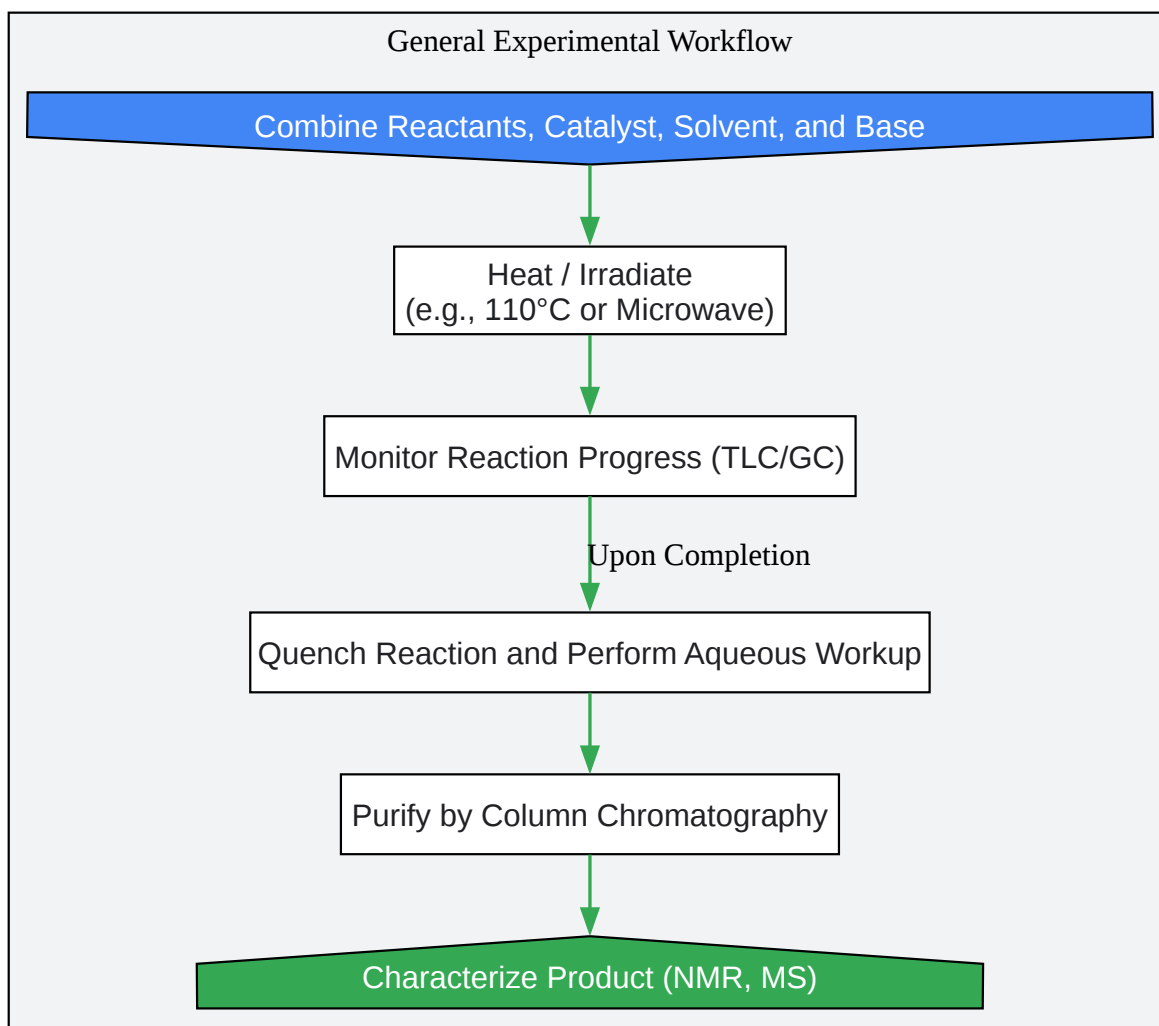 General Experimental Workflow
Combine Reactants, Catalyst, Solvent, and Base
Heat / Irradiate
(e.g., 110°C or Microwave)
Monitor Reaction Progress (TLC/GC)
Upon Completion
Quench Reaction and Perform Aqueous Workup
Purify by Column Chromatography
Characterize Product (NMR, MS)